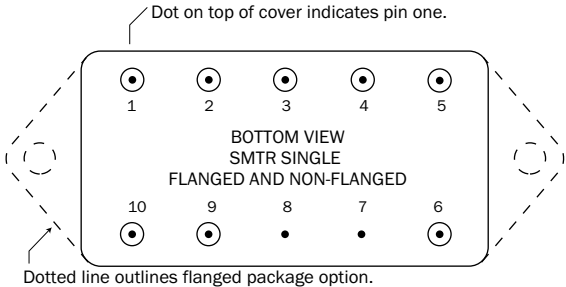 Dot on top of cover indicates pin one.
1 2 3 4 5
BOTTOM VIEW
SMTR SINGLE
FLANGED AND NON-FLANGED
10 9 8 7 6
Dotted line outlines flanged package option.